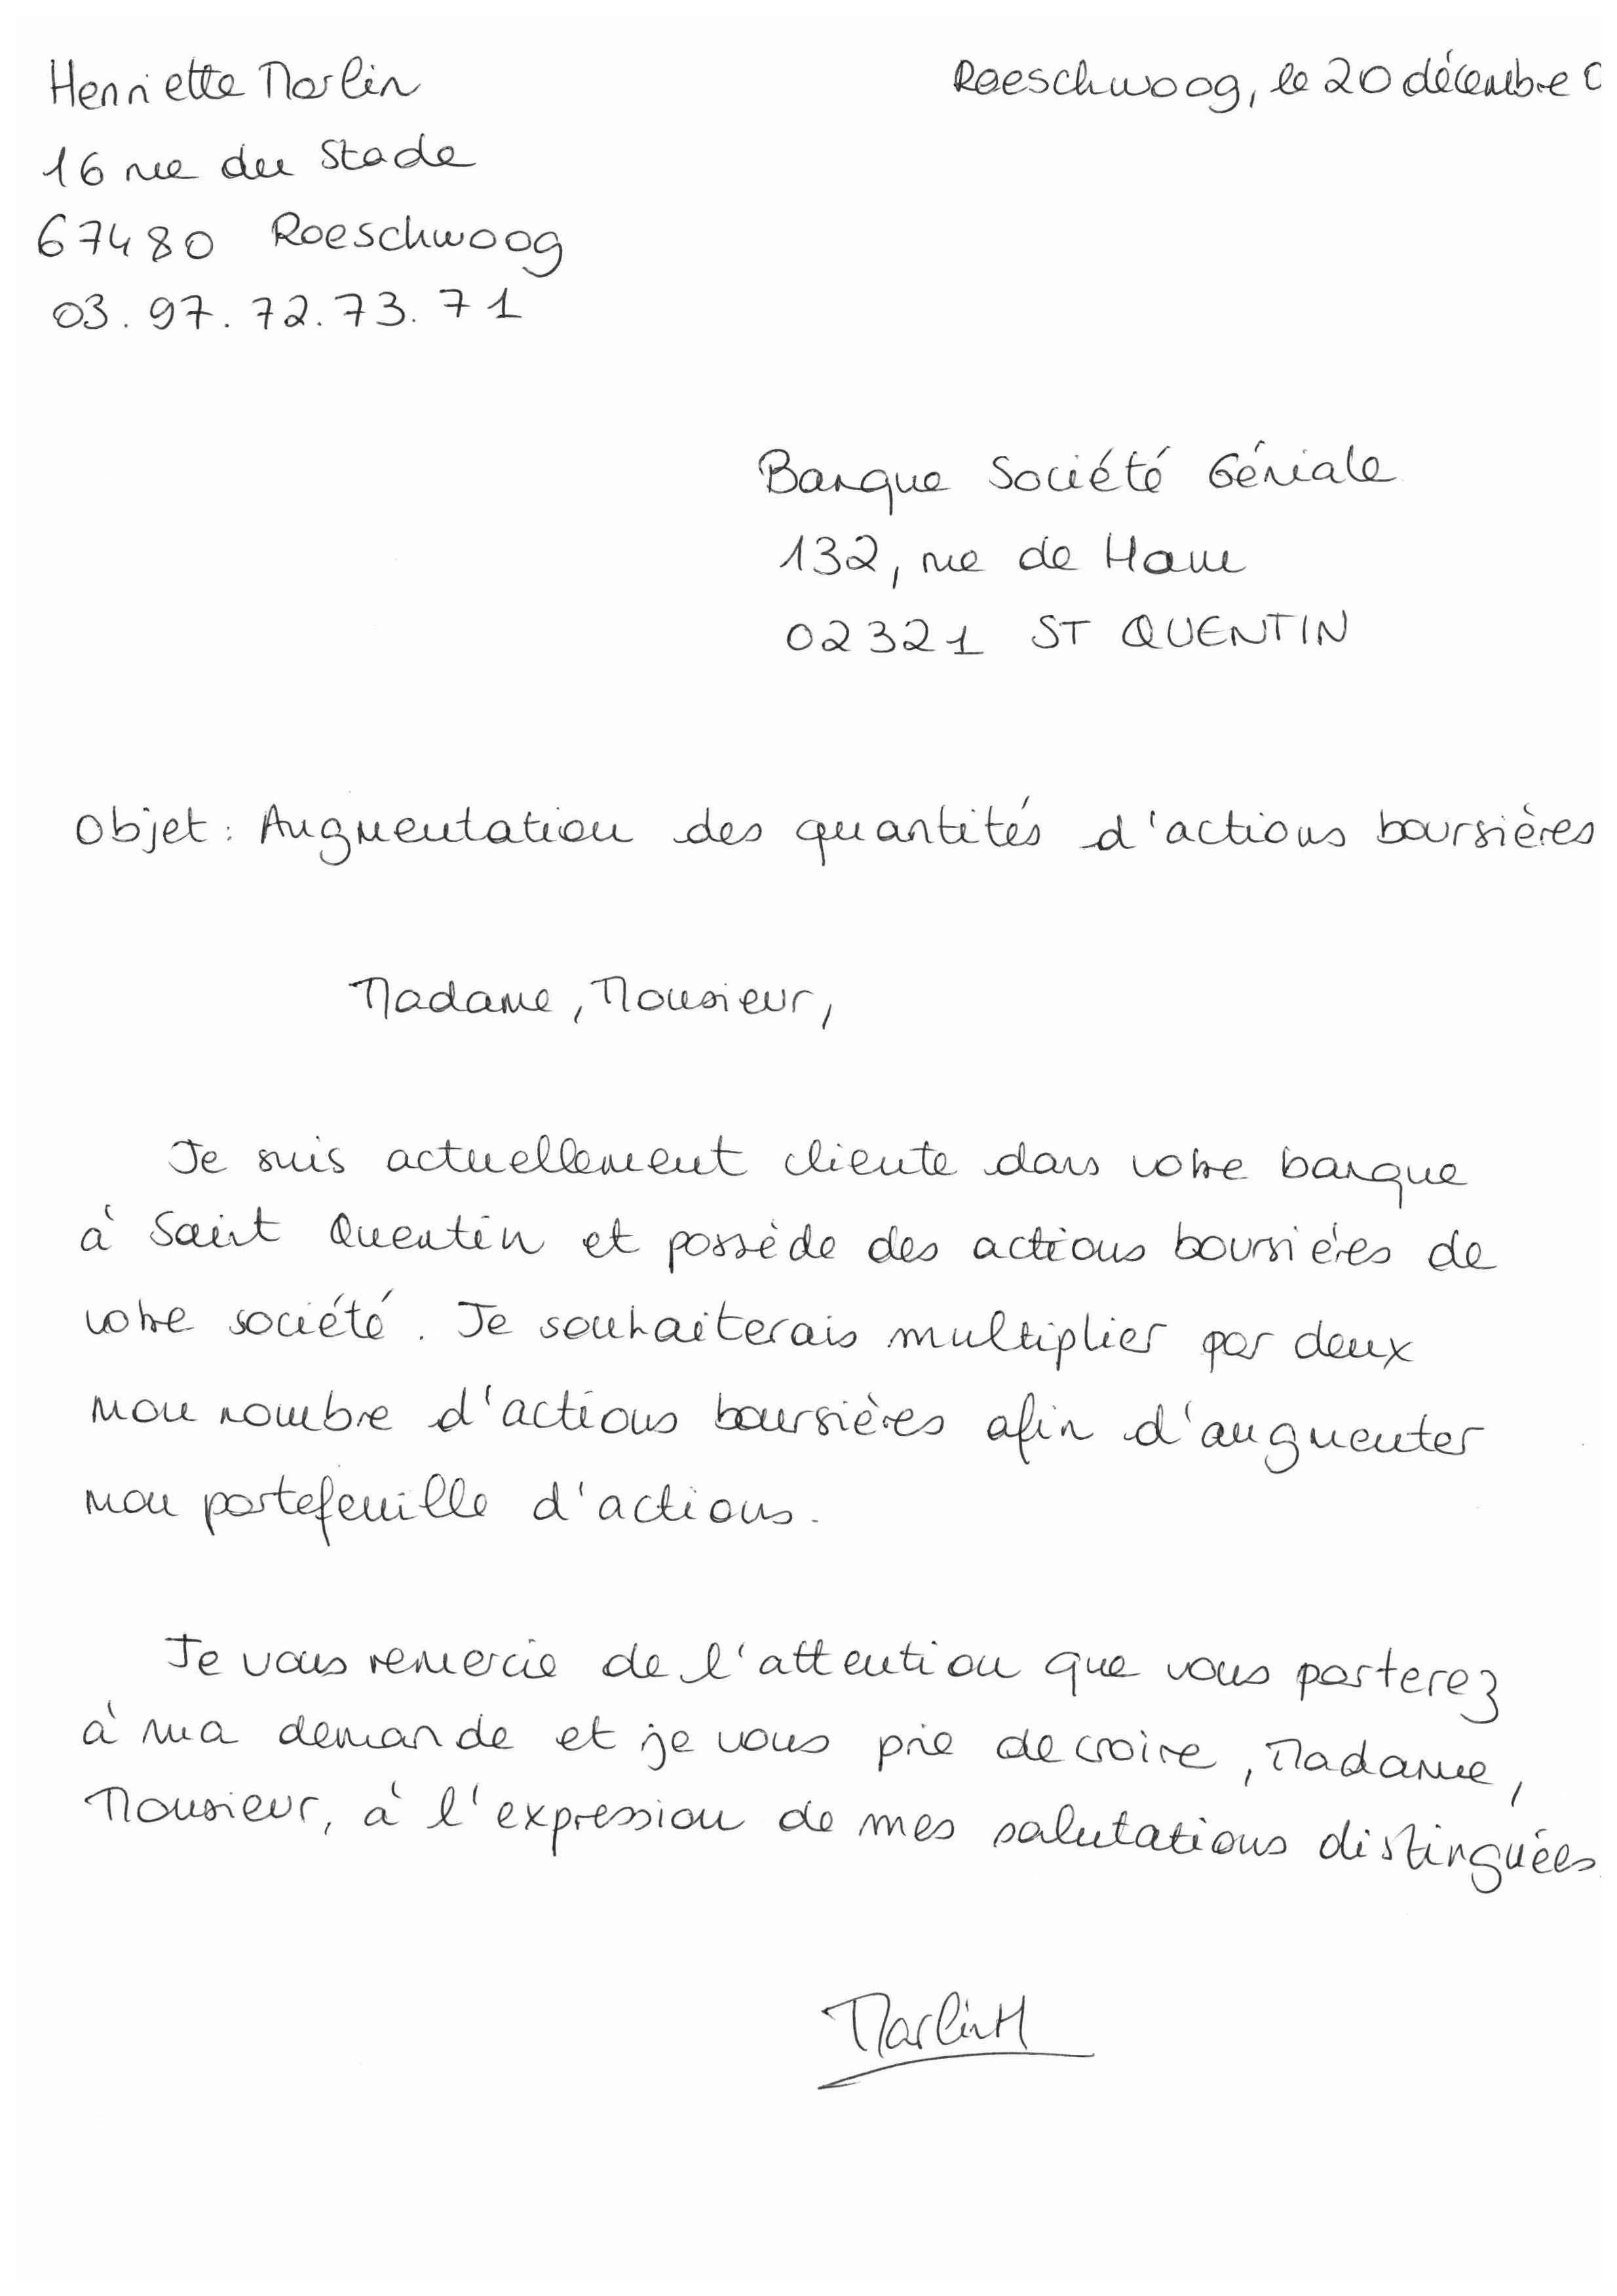 Henriette Marlin
Roeschwoog, le 20 décembre
16 rue du Stade
67480 Roeschwoog
03.97.72.73.71
Banque Société Géniale
132, rue de Ham
02321 ST QUENTIN
Objet : Augmentation des quantités d'actions boursières
Madame, Monsieur,
Je suis actuellement cliente dans votre banque
à Saint Quentin et possède des actions boursières de
votre société. Je souhaiterais multiplier par deux
mon nombre d'actions boursières afin d'augmenter
mon portefeuille d'actions.
Je vous remercie de l'attention que vous porterez
à ma demande et je vous prie de croire, Madame,
Monsieur, à l'expression de mes salutations distinguées.
Marlin H